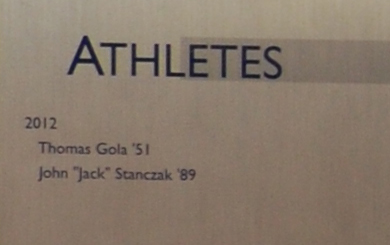 ATHLETES
2012
Thomas Gola '51
John "Jack" Stanczak '89